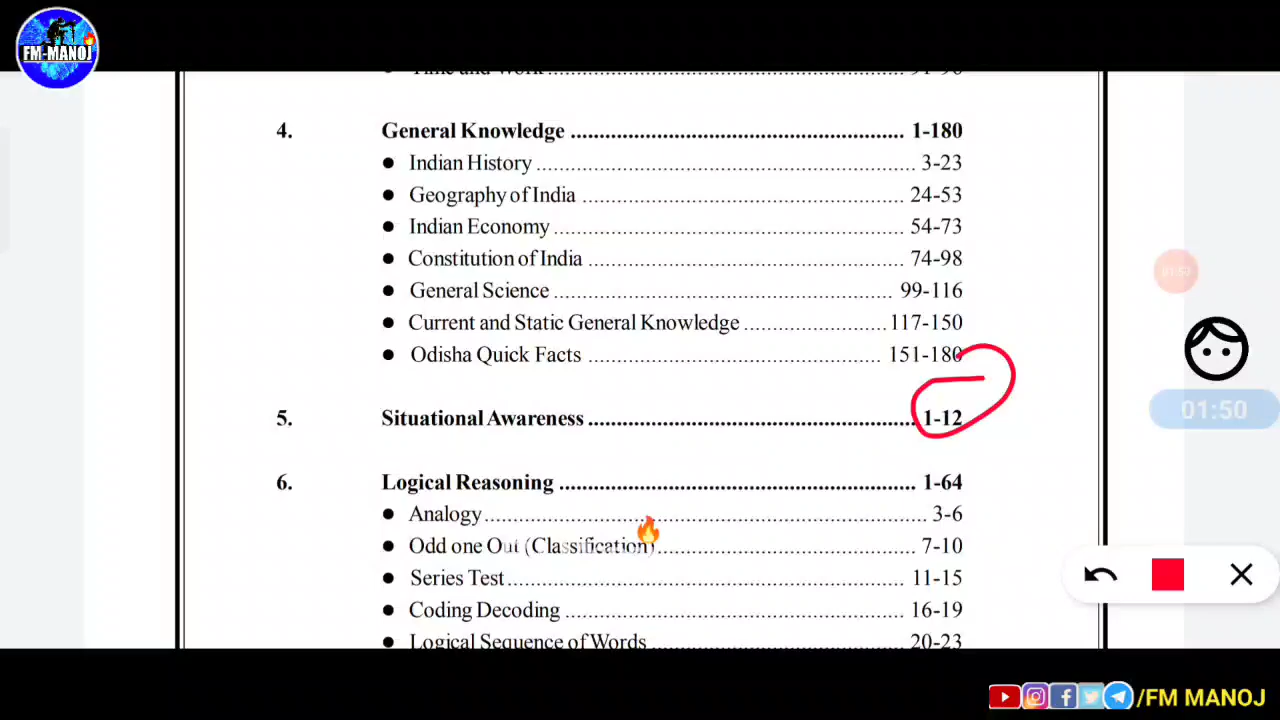 FM-MANOJ
Time and Work
4. General Knowledge 1-180
● Indian History 3-23
● Geography of India 24-53
● Indian Economy 54-73
● Constitution of India 74-98
● General Science 99-116
● Current and Static General Knowledge 117-150
● Odisha Quick Facts 151-180
5. Situational Awareness 1-12
6. Logical Reasoning 1-64
● Analogy 3-6
● Odd one Out (Classification) 7-10
● Series Test 11-15
● Coding Decoding 16-19
● Logical Sequence of Words 20-23
01:50
/FM MANOJ